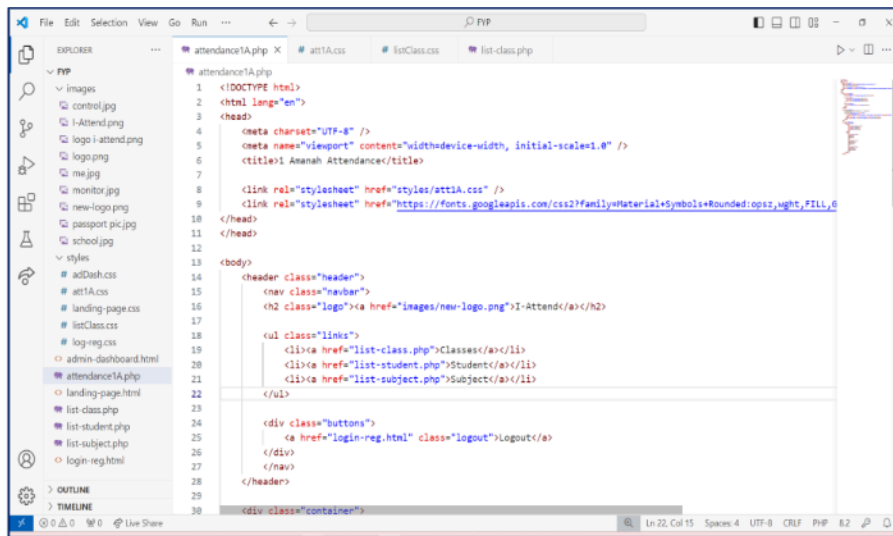 File Edit Selection View Go Run ··· FYP
EXPLORER ···
FYP
images
control.jpg
I-Attend.png
logo i-attend.png
logo.png
me.jpg
monitor.jpg
new-logo.png
passport pic.jpg
school.jpg
styles
# adDash.css
# att1A.css
# landing-page.css
# listClass.css
# log-reg.css
admin-dashboard.html
attendance1A.php
landing-page.html
list-class.php
list-student.php
list-subject.php
login-reg.html
OUTLINE
TIMELINE
attendance1A.php × # att1A.css # listClass.css list-class.php
attendance1A.php
1 <!DOCTYPE html>
2 <html lang="en">
3 <head>
4 <meta charset="UTF-8" />
5 <meta name="viewport" content="width=device-width, initial-scale=1.0" />
6 <title>1 Amanah Attendance</title>
7
8 <link rel="stylesheet" href="styles/att1A.css" />
9 <link rel="stylesheet" href="https://fonts.googleapis.com/css2?family=Material+Symbols+Rounded:opsz,wght,FILL,G
10 </head>
11 </head>
12
13 <body>
14 <header class="header">
15 <nav class="navbar">
16 <h2 class="logo"><a href="images/new-logo.png">I-Attend</a></h2>
17
18 <ul class="links">
19 <li><a href="list-class.php">Classes</a></li>
20 <li><a href="list-student.php">Student</a></li>
21 <li><a href="list-subject.php">Subject</a></li>
22 </ul>
23
24 <div class="buttons">
25 <a href="login-reg.html" class="logout">Logout</a>
26 </div>
27 </nav>
28 </header>
29
30 <div class="container">
0 0 0 Live Share Ln 22, Col 15 Spaces: 4 UTF-8 CRLF PHP 8.2